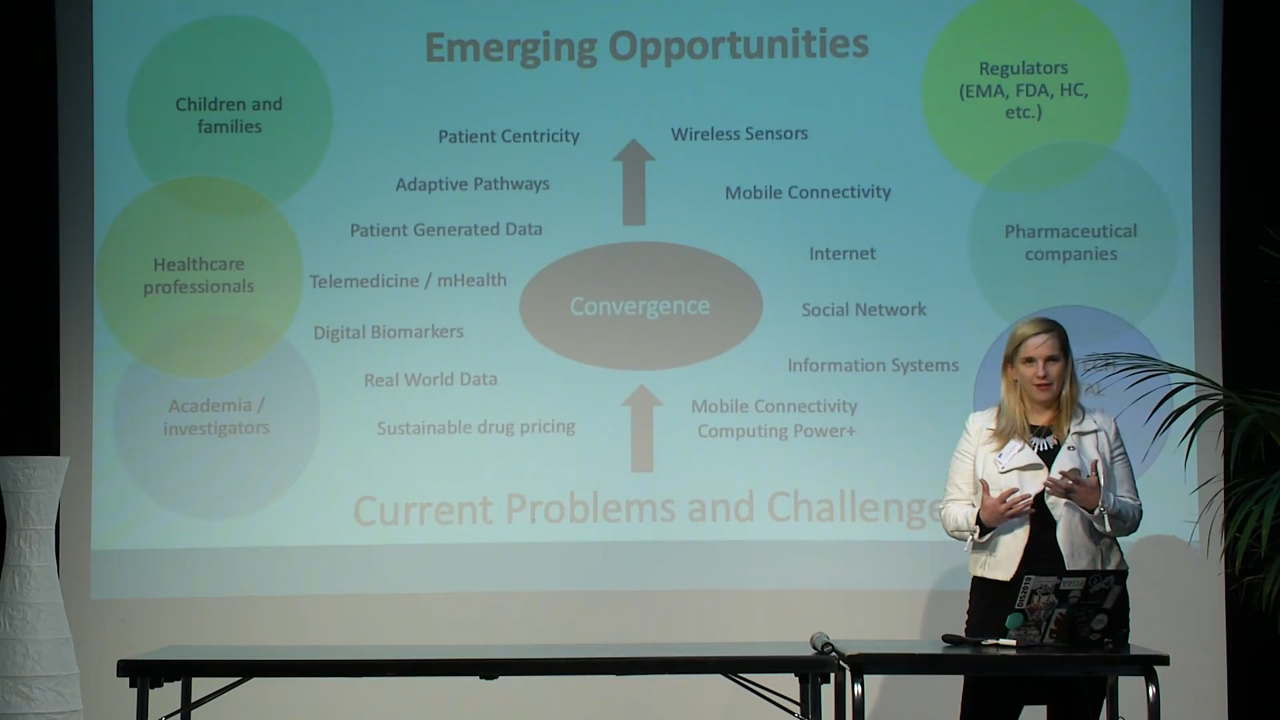 Emerging Opportunities
Children and
families
Healthcare
professionals
Academia /
investigators
Patient Centricity
Adaptive Pathways
Patient Generated Data
Telemedicine / mHealth
Digital Biomarkers
Real World Data
Sustainable drug pricing
Convergence
Wireless Sensors
Mobile Connectivity
Internet
Social Network
Information Systems
Mobile Connectivity
Computing Power+
Regulators
(EMA, FDA, HC,
etc.)
Pharmaceutical
companies
Current Problems and Challenge
DIS2019